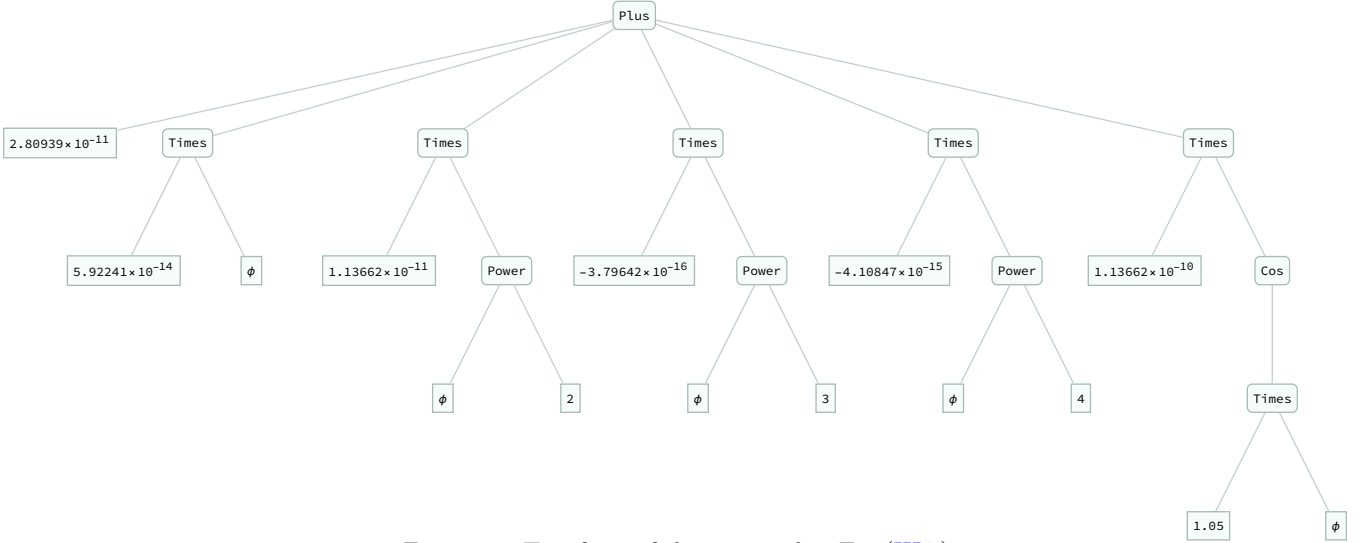 Plus
2.80939×10⁻¹¹ Times Times Times Times Times
5.92241×10⁻¹⁴ ϕ 1.13662×10⁻¹¹ Power −3.79642×10⁻¹⁶ Power −4.10847×10⁻¹⁵ Power 1.13662×10⁻¹⁰ Cos
ϕ 2 ϕ 3 ϕ 4 Times
1.05 ϕ